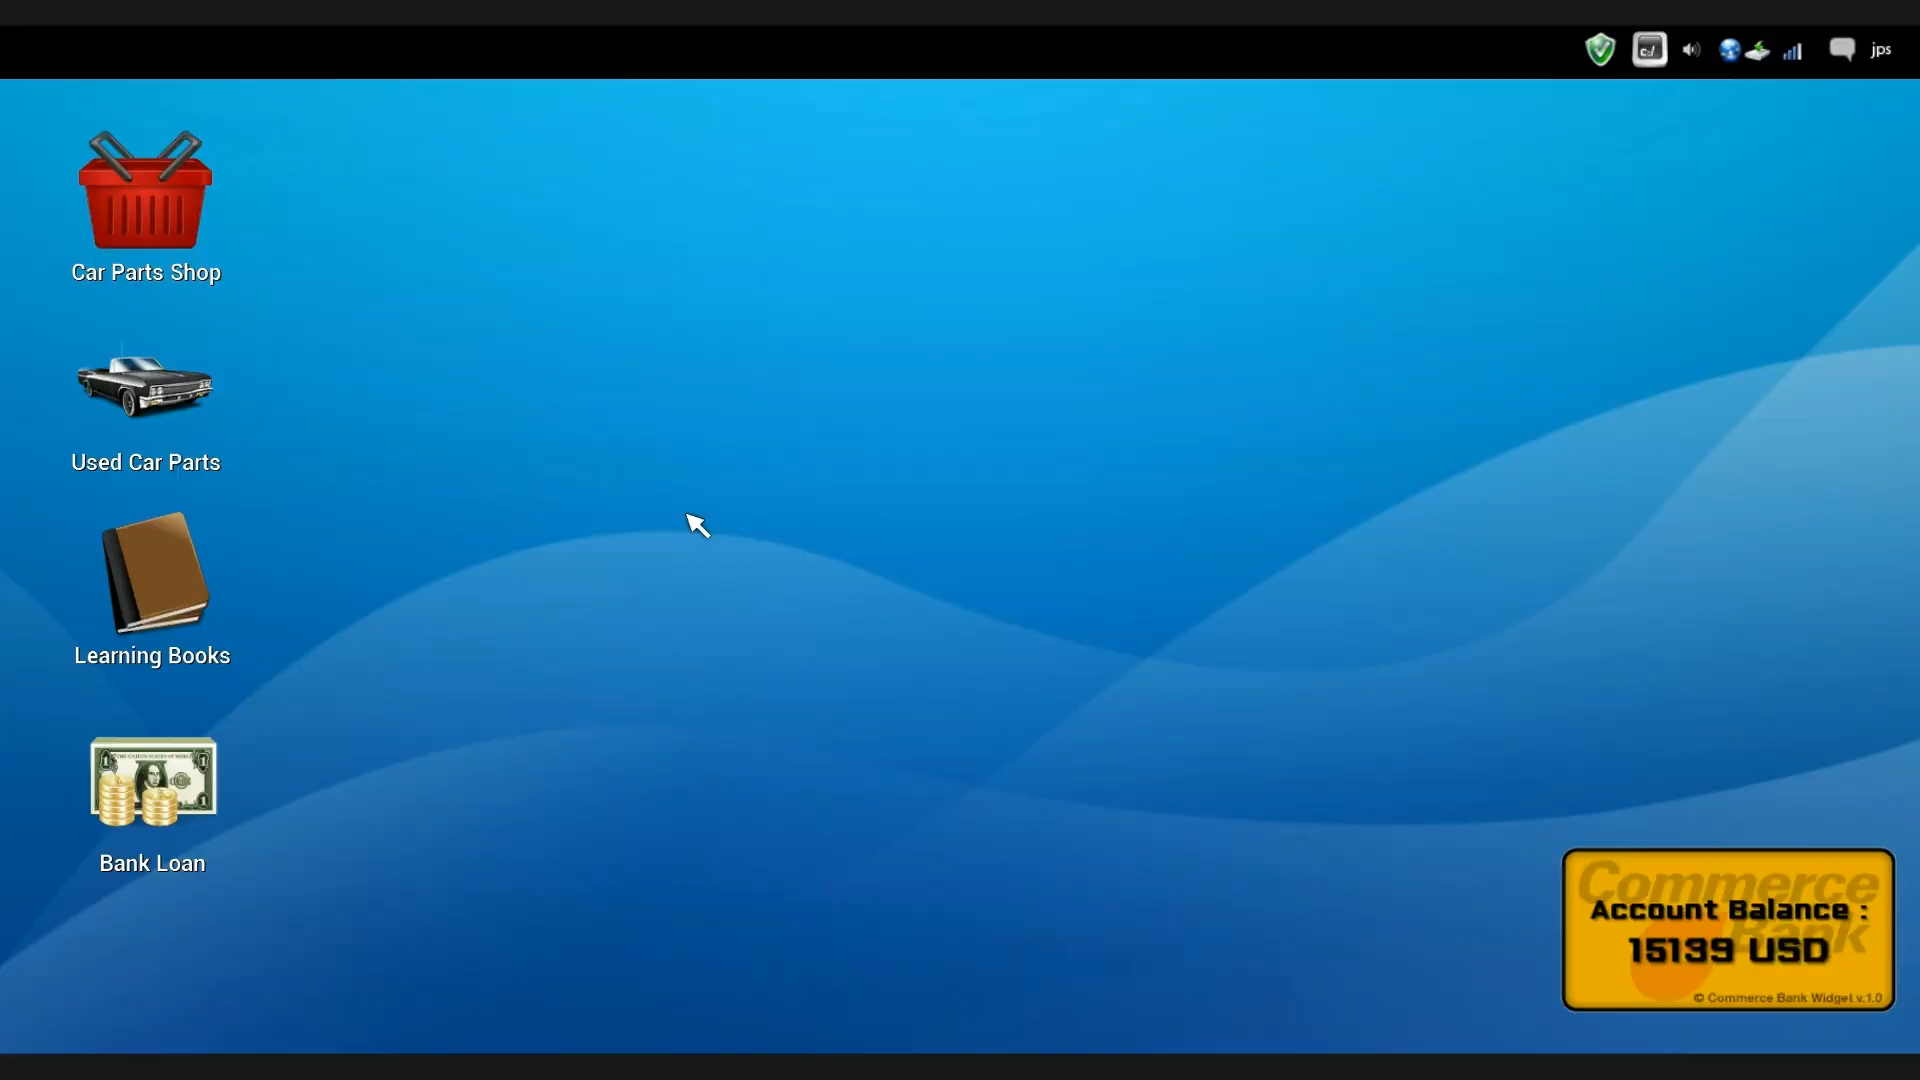 c:/
jps
Car Parts Shop
Used Car Parts
Learning Books
Bank Loan
Commerce
Bank
Account Balance :
15139 USD
© Commerce Bank Widget v.1.0